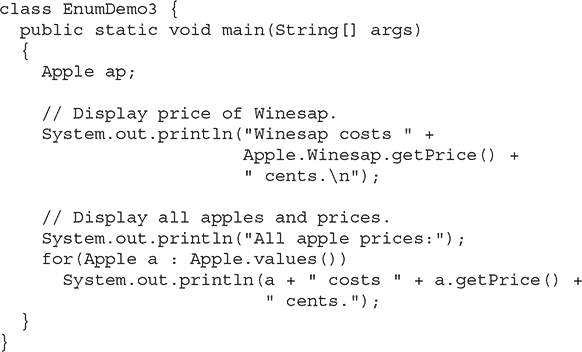 class EnumDemo3 {
  public static void main(String[] args)
  {
    Apple ap;

    // Display price of Winesap.
    System.out.println("Winesap costs " +
                       Apple.Winesap.getPrice() +
                       " cents.\n");

    // Display all apples and prices.
    System.out.println("All apple prices:");
    for(Apple a : Apple.values())
      System.out.println(a + " costs " + a.getPrice() +
                         " cents.");
  }
}